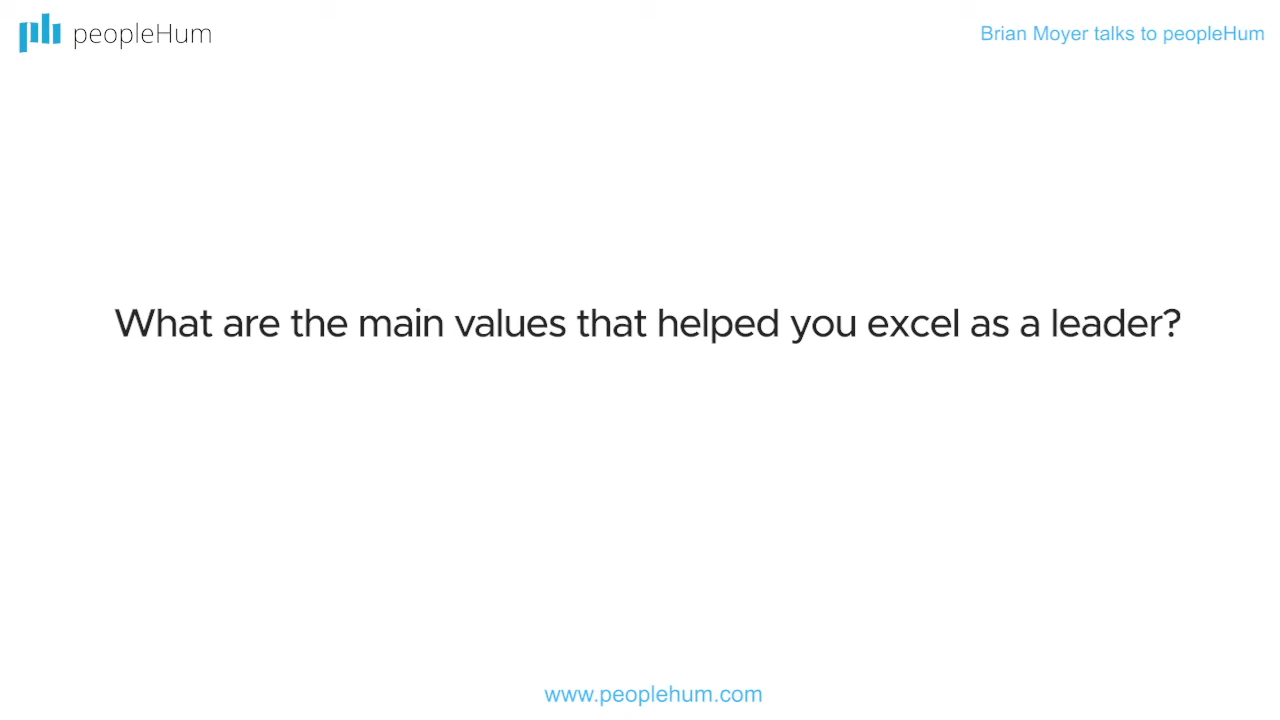 peopleHum
Brian Moyer talks to peopleHum
What are the main values that helped you excel as a leader?
www.peoplehum.com